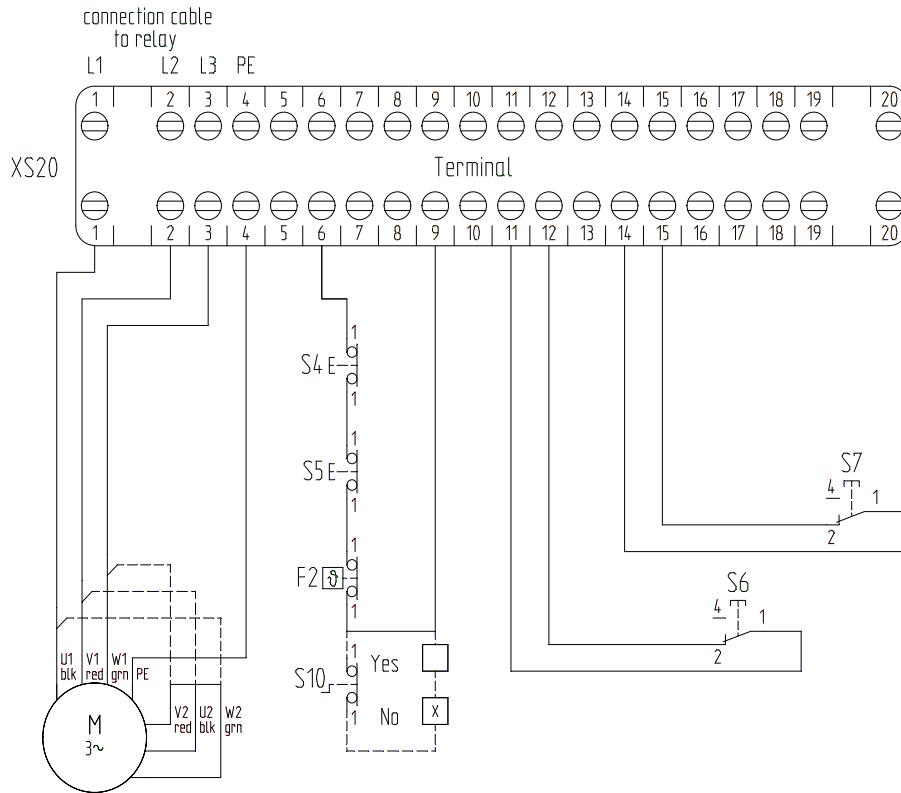 connection cable
to relay
L1 L2 L3 PE
1 2 3 4 5 6 7 8 9 10 11 12 13 14 15 16 17 18 19 20
XS20 Terminal
1 2 3 4 5 6 7 8 9 10 11 12 13 14 15 16 17 18 19 20
1
S4 E
1
1
S5 E
1
S7
4 1
2
1
F2 ϑ
1
S6
4 1
2
U1 V1 W1
blk red grn PE
1 Yes
S10
1 No X
V2 U2 W2
red blk grn
M
3~